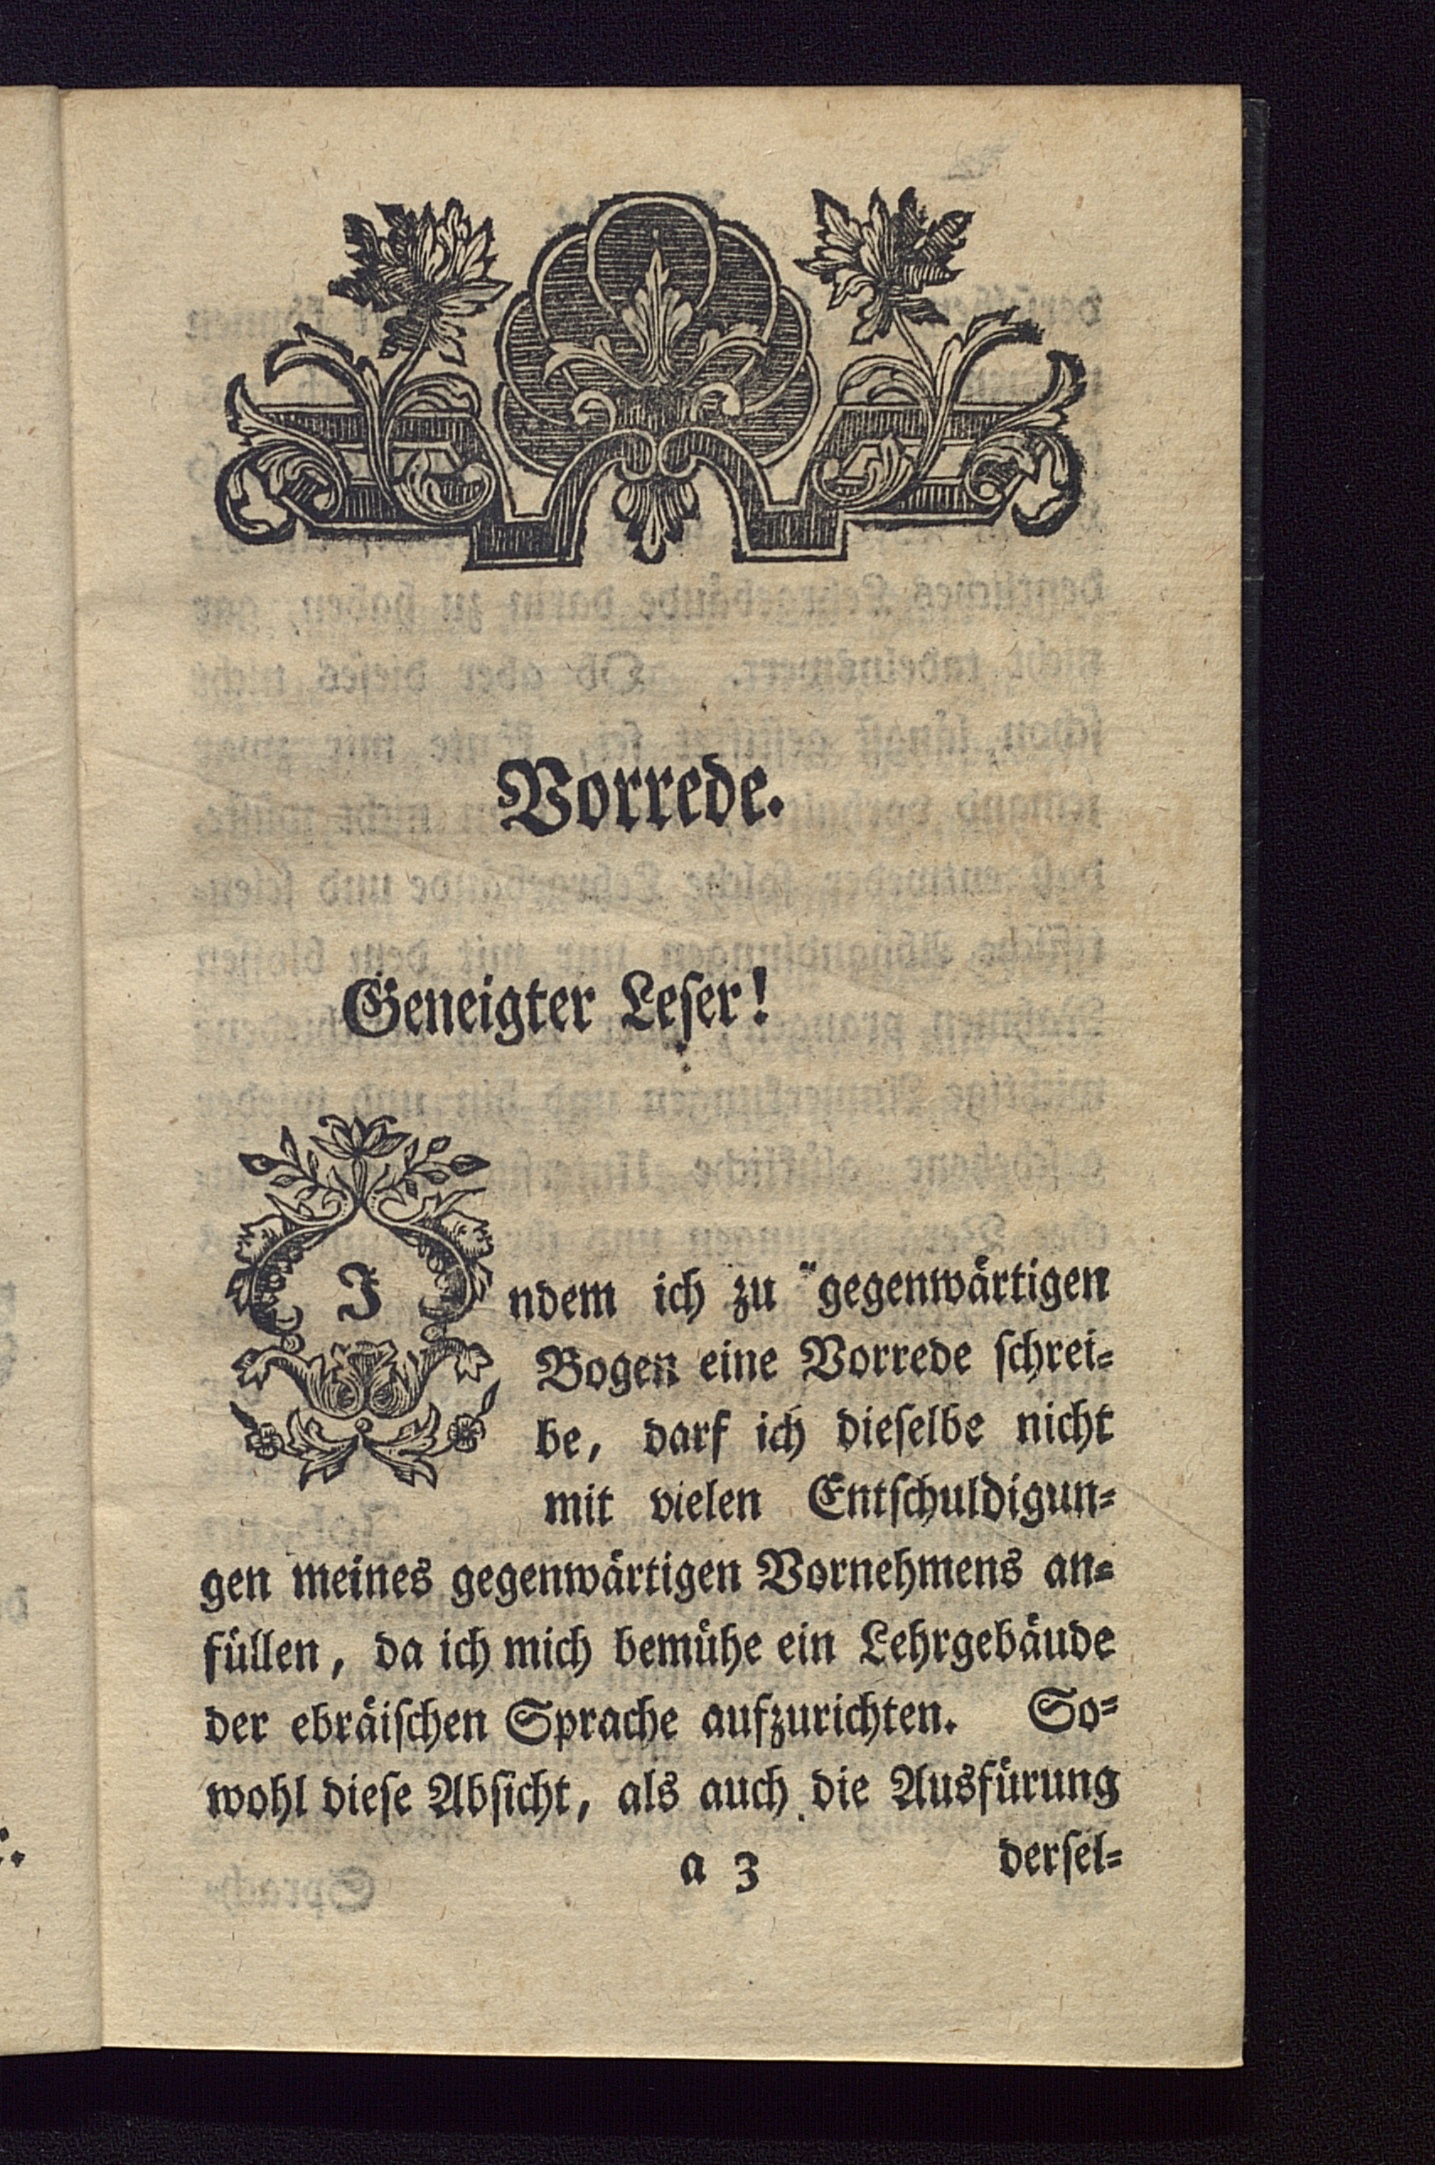 Vorrede.
Geneigter Leſer!
Indem ich zu gegenwärtigen
Bogen eine Vorrede ſchrei⸗
be, darf ich dieſelbe nicht
mit vielen Entſchuldigun⸗
gen meines gegenwärtigen Vornehmens an⸗
füllen, da ich mich bemühe ein Lehrgebäude
der ebräiſchen Sprache aufzurichten. So⸗
wohl dieſe Abſicht, als auch die Ausfürung
a 3 derſel⸗